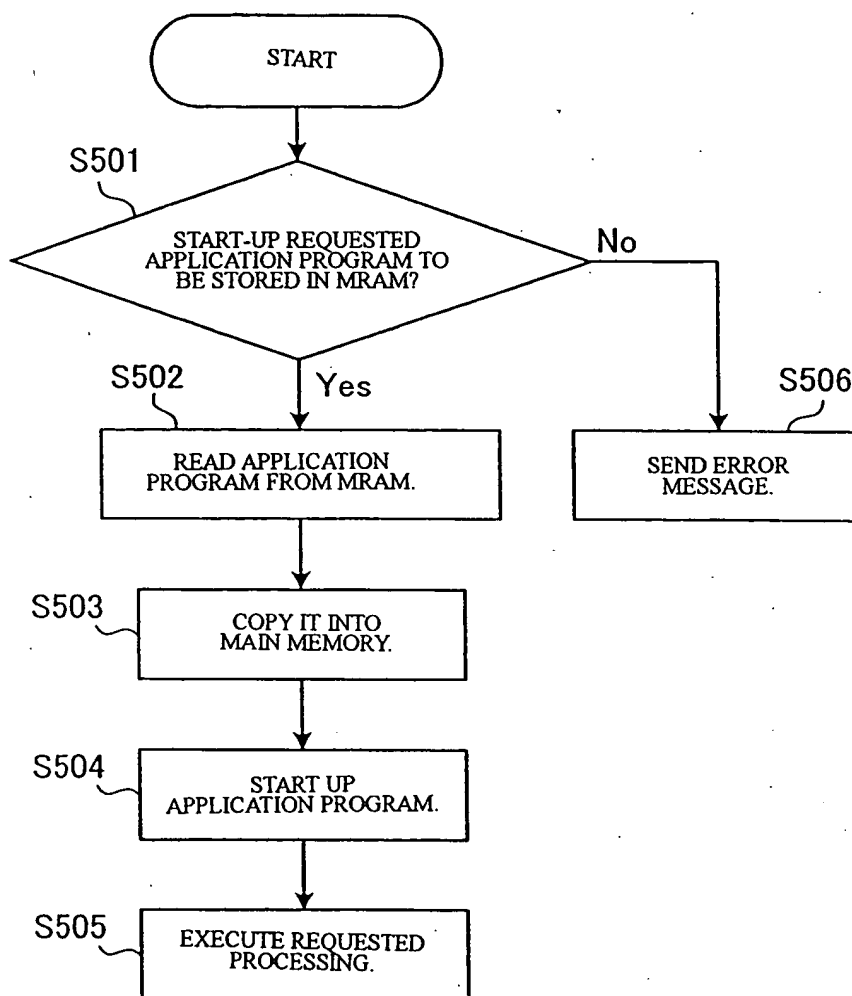 START
S501
START-UP REQUESTED
APPLICATION PROGRAM TO
BE STORED IN MRAM?
No
Yes
S502
READ APPLICATION
PROGRAM FROM MRAM.
S506
SEND ERROR
MESSAGE.
S503
COPY IT INTO
MAIN MEMORY.
S504
START UP
APPLICATION PROGRAM.
S505
EXECUTE REQUESTED
PROCESSING.